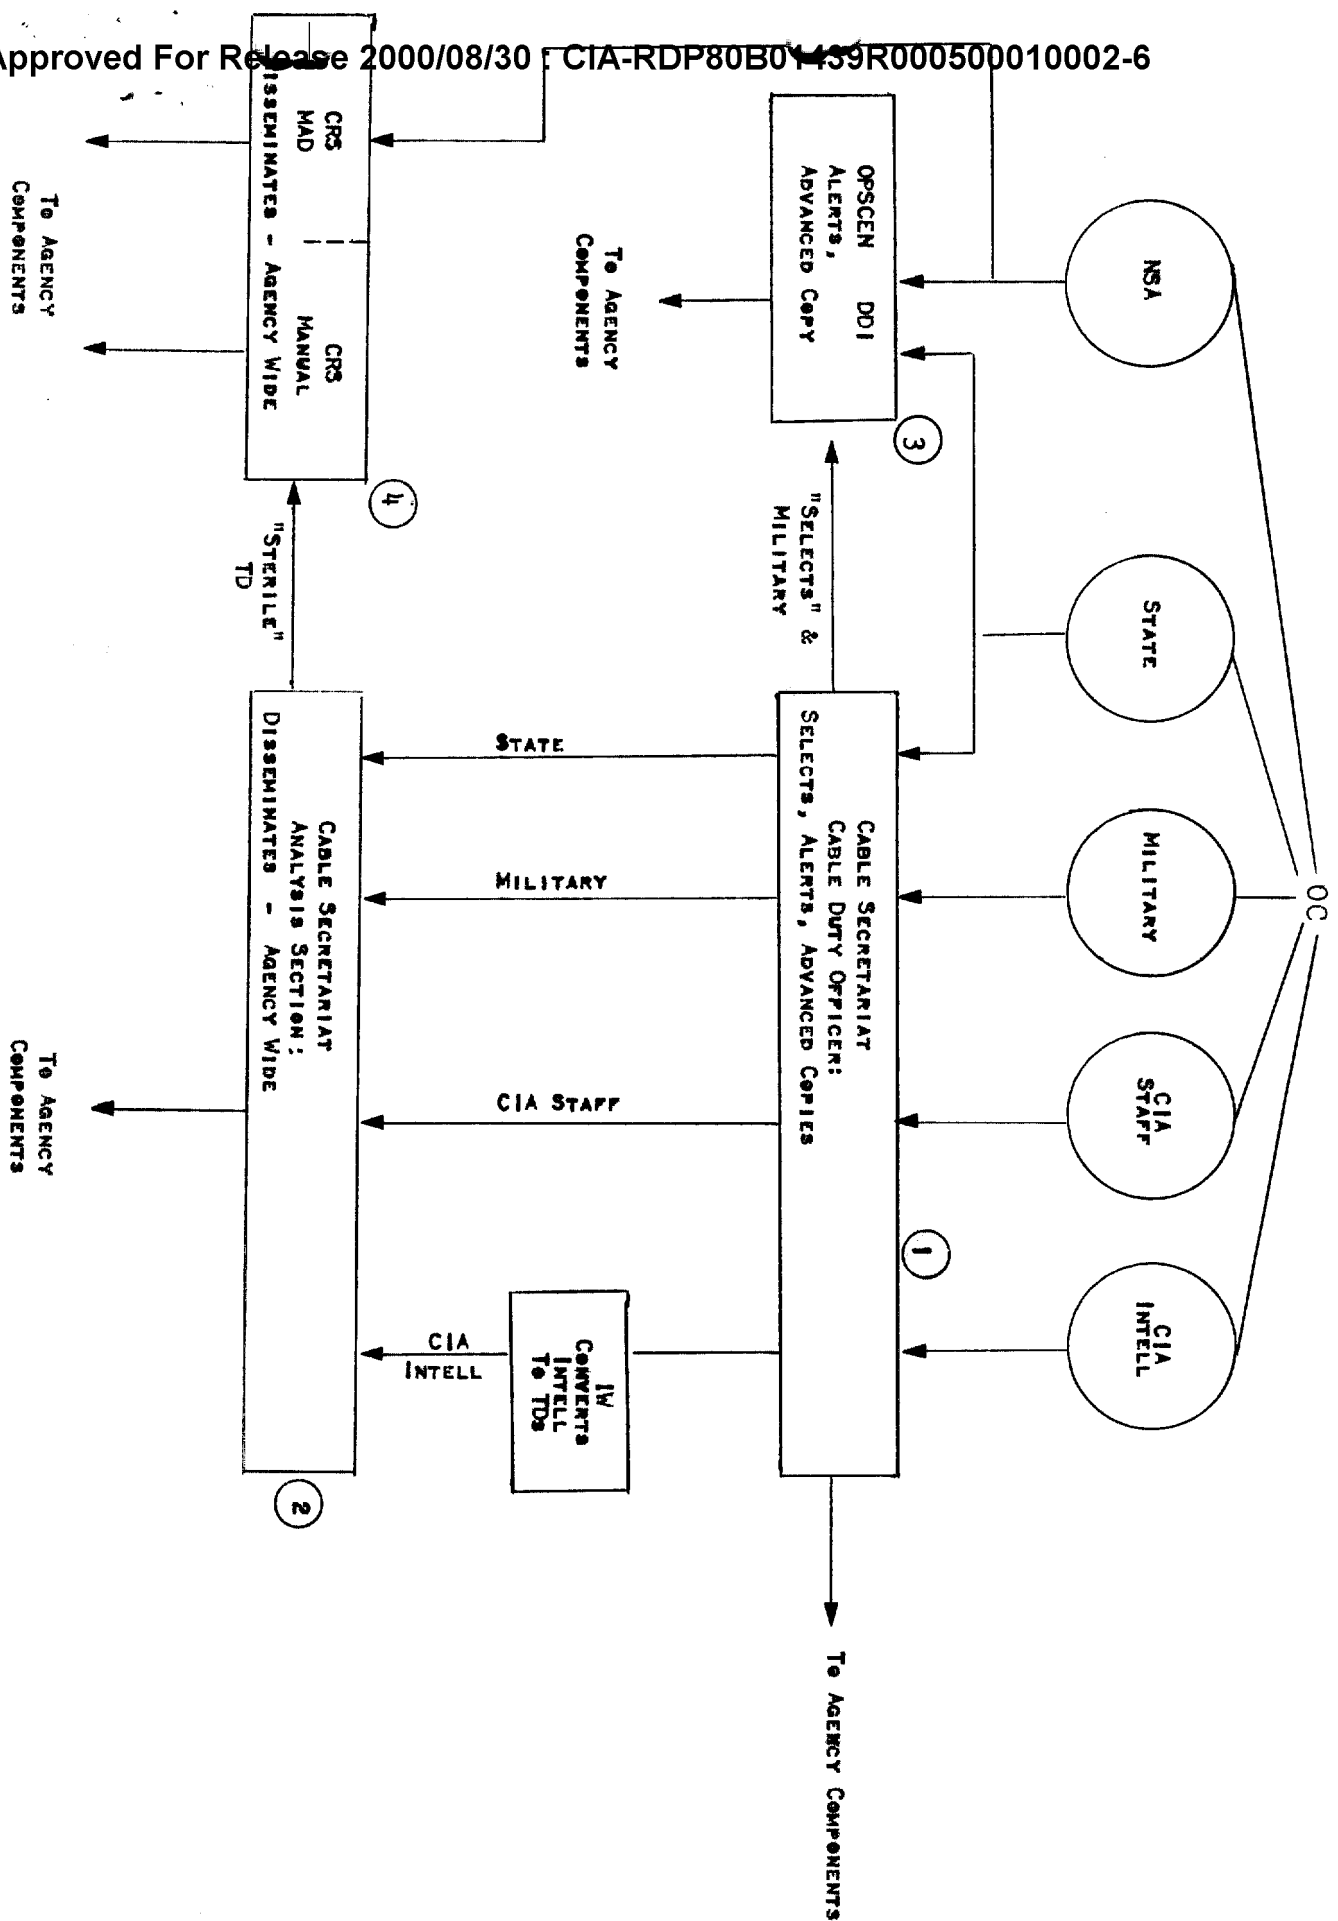 Approved For Release 2000/08/30 : CIA-RDP80B01439R000500010002-6
OC
NSA
STATE
MILITARY
CIA
STAFF
CIA
INTELL
3
1
OPSCEN DDI
ALERTS,
ADVANCED COPY
"SELECTS" &
MILITARY
CABLE SECRETARIAT
CABLE DUTY OFFICER:
SELECTS, ALERTS, ADVANCED COPIES
TO AGENCY COMPONENTS
TO AGENCY
COMPONENTS
STATE
MILITARY
CIA STAFF
IW
CONVERTS
INTELL
TO TDS
CIA
INTELL
4
CRS
MAD
CRS
MANUAL
DISSEMINATES - AGENCY WIDE
"STERILE"
TD
CABLE SECRETARIAT
ANALYSIS SECTION:
DISSEMINATES - AGENCY WIDE
2
TO AGENCY
COMPONENTS
TO AGENCY
COMPONENTS